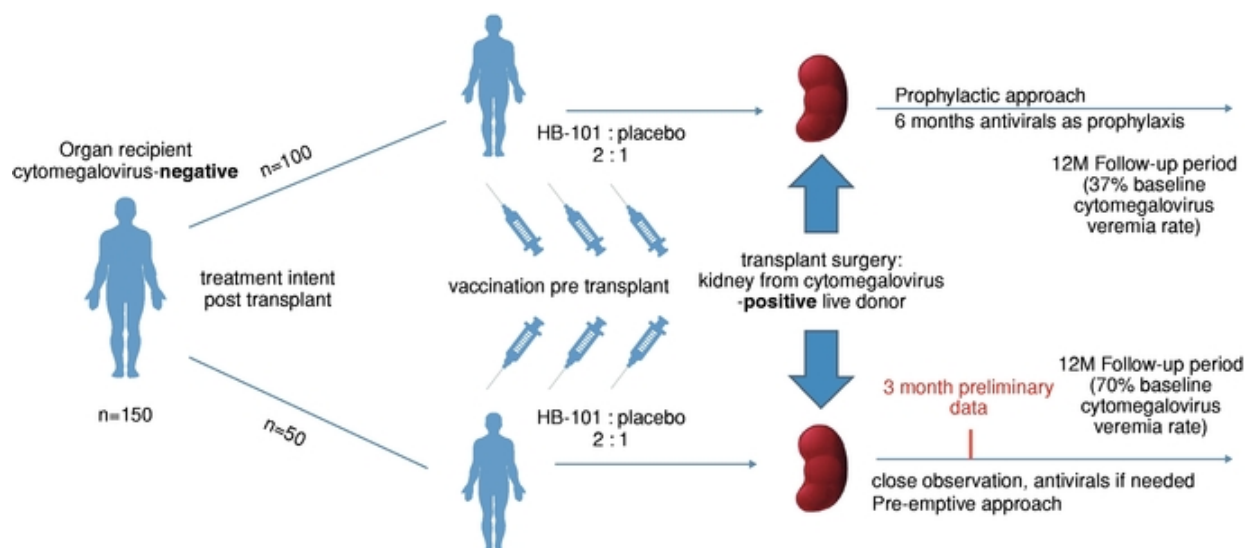 Organ recipient
cytomegalovirus-negative
n=150
n=100
treatment intent
post transplant
n=50
HB-101 : placebo
2 : 1
vaccination pre transplant
HB-101 : placebo
2 : 1
transplant surgery:
kidney from cytomegalovirus
-positive live donor
Prophylactic approach
6 months antivirals as prophylaxis
12M Follow-up period
(37% baseline
cytomegalovirus
veremia rate)
3 month preliminary
data
12M Follow-up period
(70% baseline
cytomegalovirus
veremia rate)
close observation, antivirals if needed
Pre-emptive approach